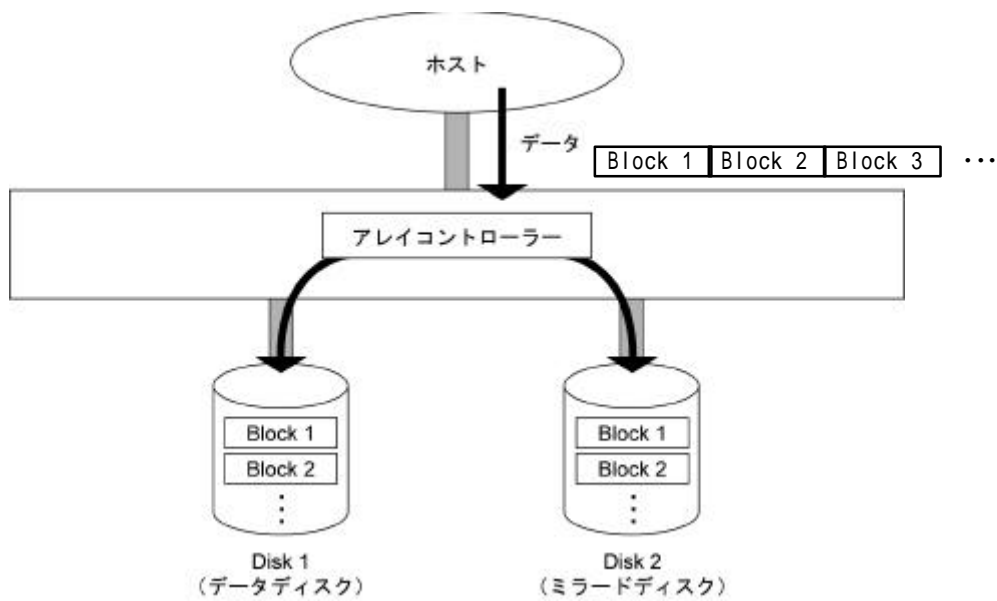 ホスト
データ
Block 1 Block 2 Block 3 ・・・
アレイコントローラー
Block 1
Block 2
⋮
Disk 1
(データディスク)
Block 1
Block 2
⋮
Disk 2
(ミラードディスク)